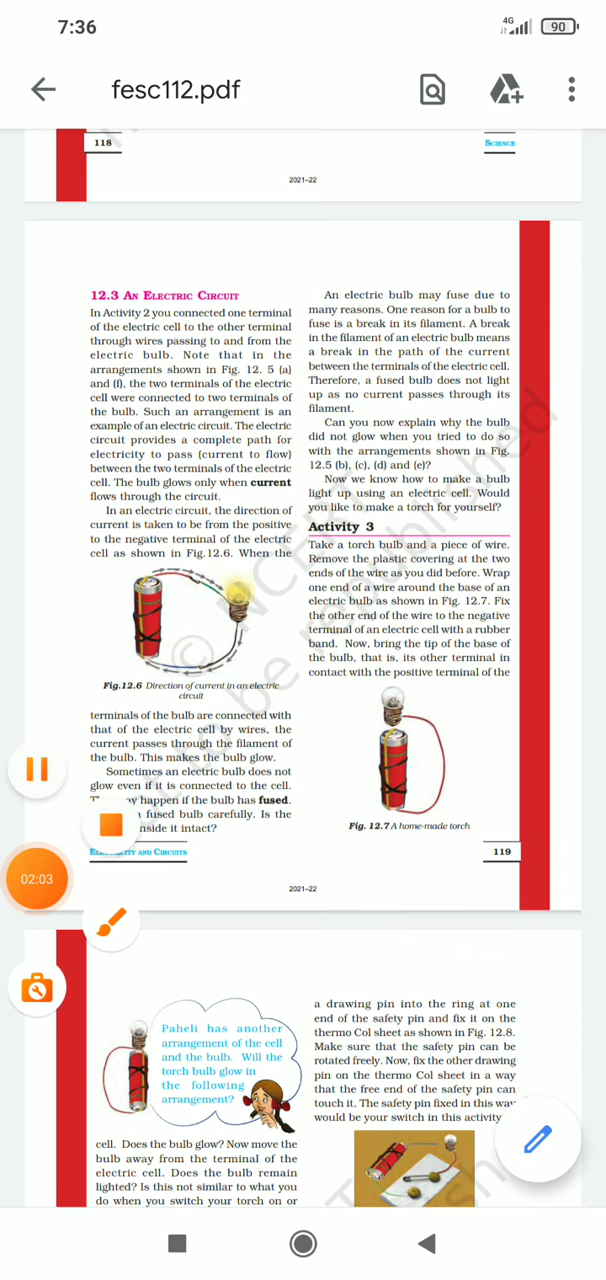 7:36
4G
90
fesc112.pdf
118
SCIENCE
2021–22
12.3 AN ELECTRIC CIRCUIT
In Activity 2 you connected one terminal
of the electric cell to the other terminal
through wires passing to and from the
electric bulb. Note that in the
arrangements shown in Fig. 12. 5 (a)
and (f), the two terminals of the electric
cell were connected to two terminals of
the bulb. Such an arrangement is an
example of an electric circuit. The electric
circuit provides a complete path for
electricity to pass (current to flow)
between the two terminals of the electric
cell. The bulb glows only when current
flows through the circuit.
In an electric circuit, the direction of
current is taken to be from the positive
to the negative terminal of the electric
cell as shown in Fig.12.6. When the
Fig.12.6 Direction of current in an electric
circuit
terminals of the bulb are connected with
that of the electric cell by wires, the
current passes through the filament of
the bulb. This makes the bulb glow.
Sometimes an electric bulb does not
glow even if it is connected to the cell.
happen if the bulb has fused.
fused bulb carefully. Is the
inside it intact?
ELECTRICITY AND CIRCUITS
An electric bulb may fuse due to
many reasons. One reason for a bulb to
fuse is a break in its filament. A break
in the filament of an electric bulb means
a break in the path of the current
between the terminals of the electric cell.
Therefore, a fused bulb does not light
up as no current passes through its
filament.
Can you now explain why the bulb
did not glow when you tried to do so
with the arrangements shown in Fig.
12.5 (b), (c), (d) and (e)?
Now we know how to make a bulb
light up using an electric cell. Would
you like to make a torch for yourself?
Activity 3
Take a torch bulb and a piece of wire.
Remove the plastic covering at the two
ends of the wire as you did before. Wrap
one end of a wire around the base of an
electric bulb as shown in Fig. 12.7. Fix
the other end of the wire to the negative
terminal of an electric cell with a rubber
band. Now, bring the tip of the base of
the bulb, that is, its other terminal in
contact with the positive terminal of the
Fig. 12.7 A home-made torch
119
2021–22
© NCERT
not to be republished
02:03
Paheli has another
arrangement of the cell
and the bulb. Will the
torch bulb glow in
the following
arrangement?
cell. Does the bulb glow? Now move the
bulb away from the terminal of the
electric cell. Does the bulb remain
lighted? Is this not similar to what you
do when you switch your torch on or
a drawing pin into the ring at one
end of the safety pin and fix it on the
thermo Col sheet as shown in Fig. 12.8.
Make sure that the safety pin can be
rotated freely. Now, fix the other drawing
pin on the thermo Col sheet in a way
that the free end of the safety pin can
touch it. The safety pin fixed in this way
would be your switch in this activity